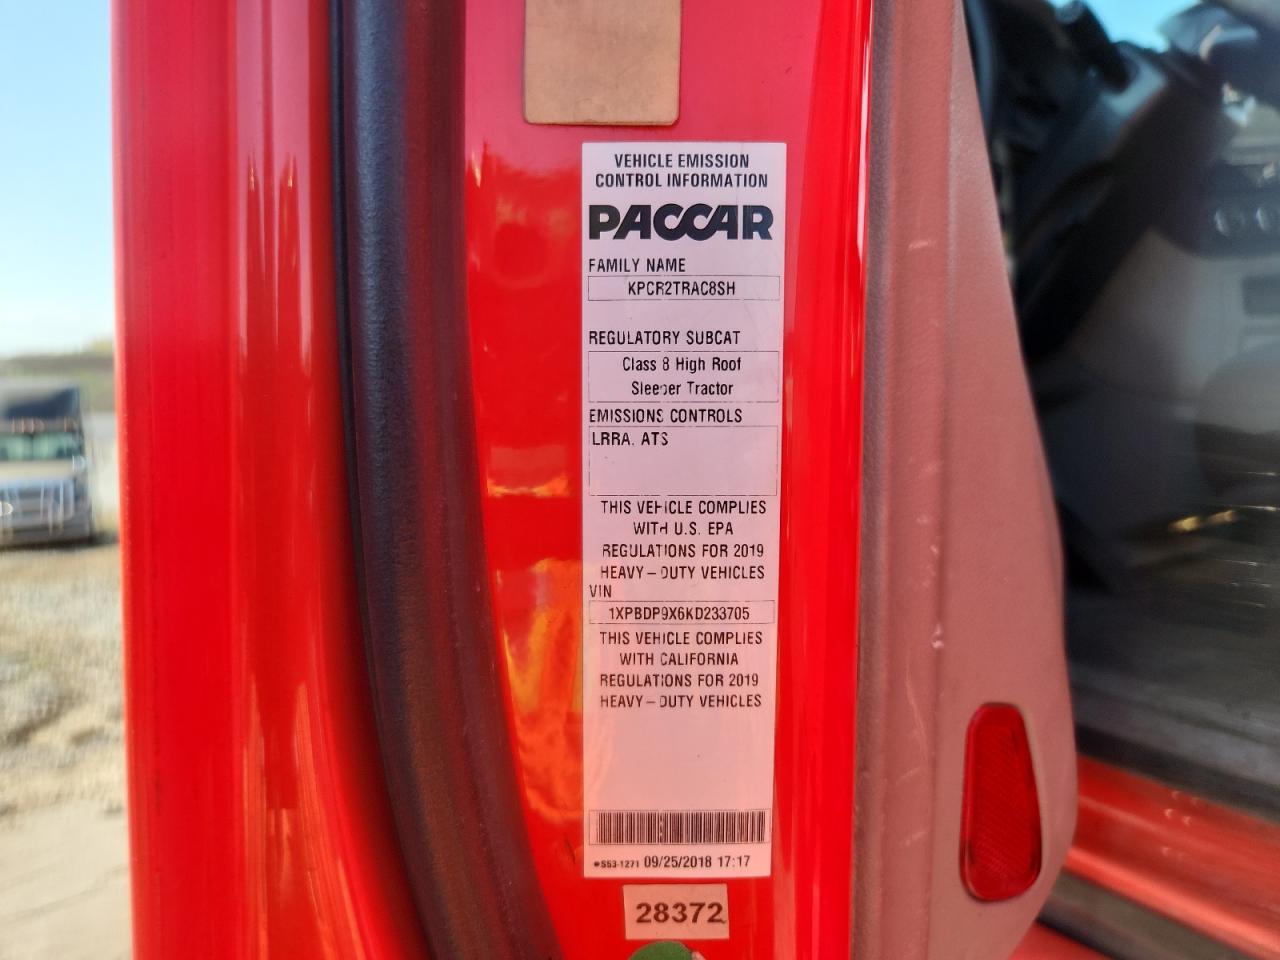 VEHICLE EMISSION
CONTROL INFORMATION
PACCAR
FAMILY NAME
KPCR2TRAC8SH
REGULATORY SUBCAT
Class 8 High Roof
Sleeper Tractor
EMISSIONS CONTROLS
LRRA, ATS
THIS VEHICLE COMPLIES
WITH U.S. EPA
REGULATIONS FOR 2019
HEAVY-DUTY VEHICLES
VIN
1XPBDP9X6KD233705
THIS VEHICLE COMPLIES
WITH CALIFORNIA
REGULATIONS FOR 2019
HEAVY-DUTY VEHICLES
*S53-1271 09/25/2018 17:17
28372